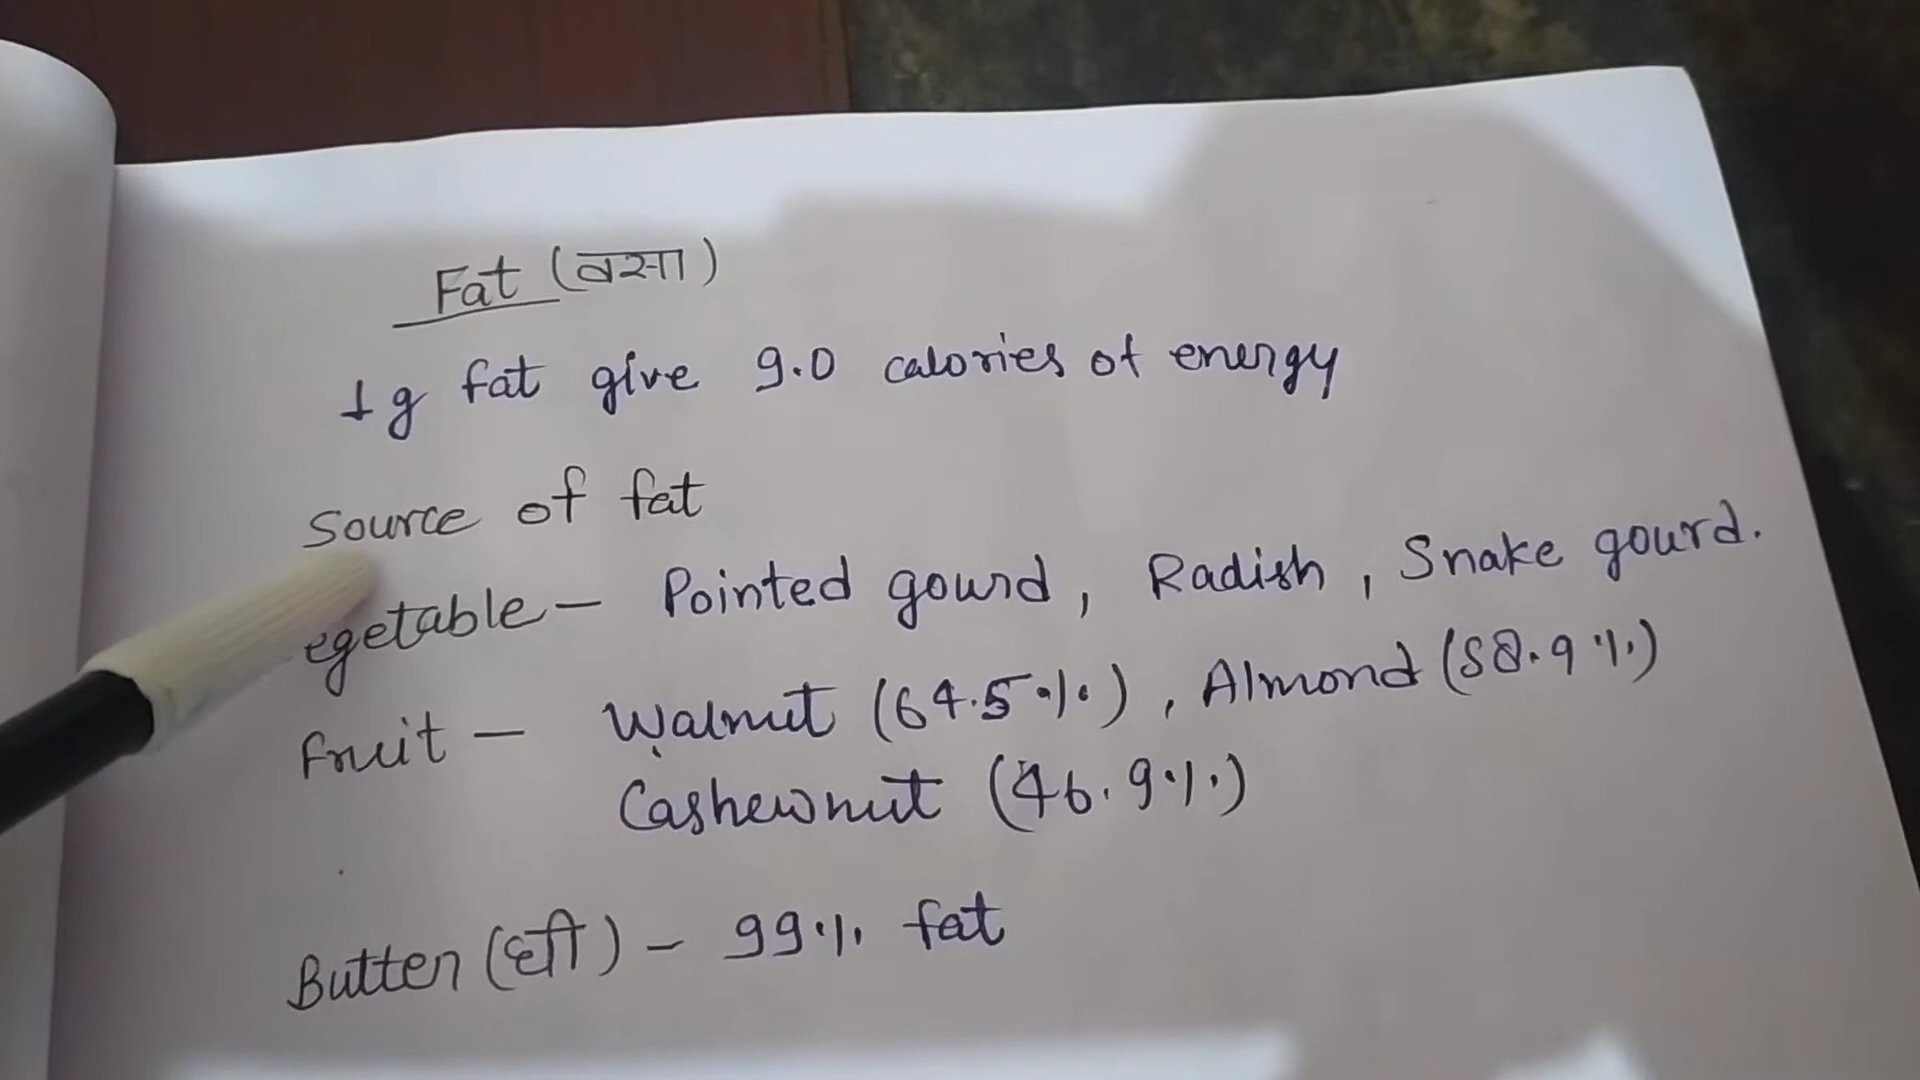 Fat (वसा)
1g fat give 9.0 calories of energy
Source of fat
egetable - Pointed gourd, Radish, Snake gourd.
Fruit - Walnut (64.5%), Almond (58.9%)
Cashewnut (46.9%)
Butter (घी) - 99% fat